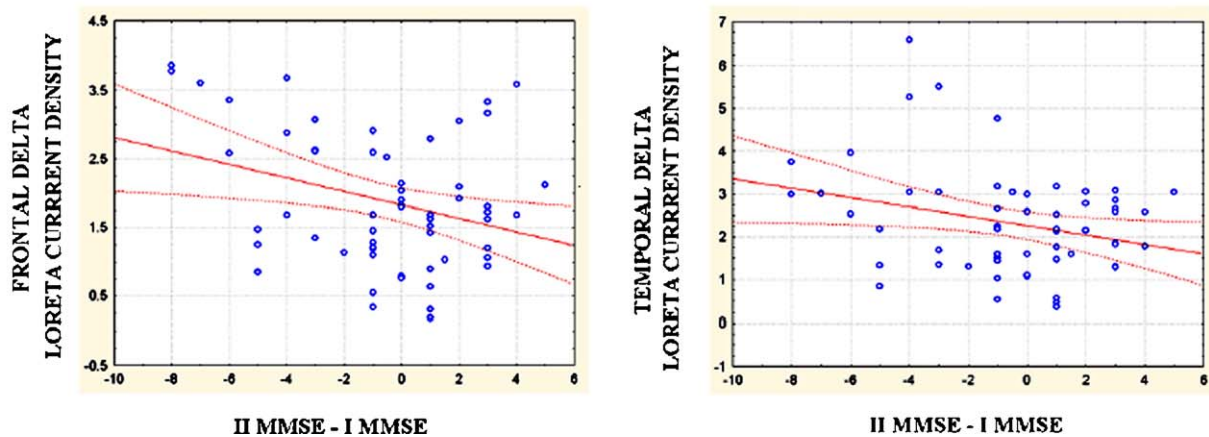 FRONTAL DELTA
LORETA CURRRENT DENSITY
4.5
3.5
2.5
1.5
0.5
-0.5
-10 -8 -6 -4 -2 0 2 4 6
II MMSE - I MMSE
TEMPORAL DELTA
LORETA CURRRENT DENSITY
7
6
5
4
3
2
1
0
-1
-10 -8 -6 -4 -2 0 2 4 6
II MMSE - I MMSE